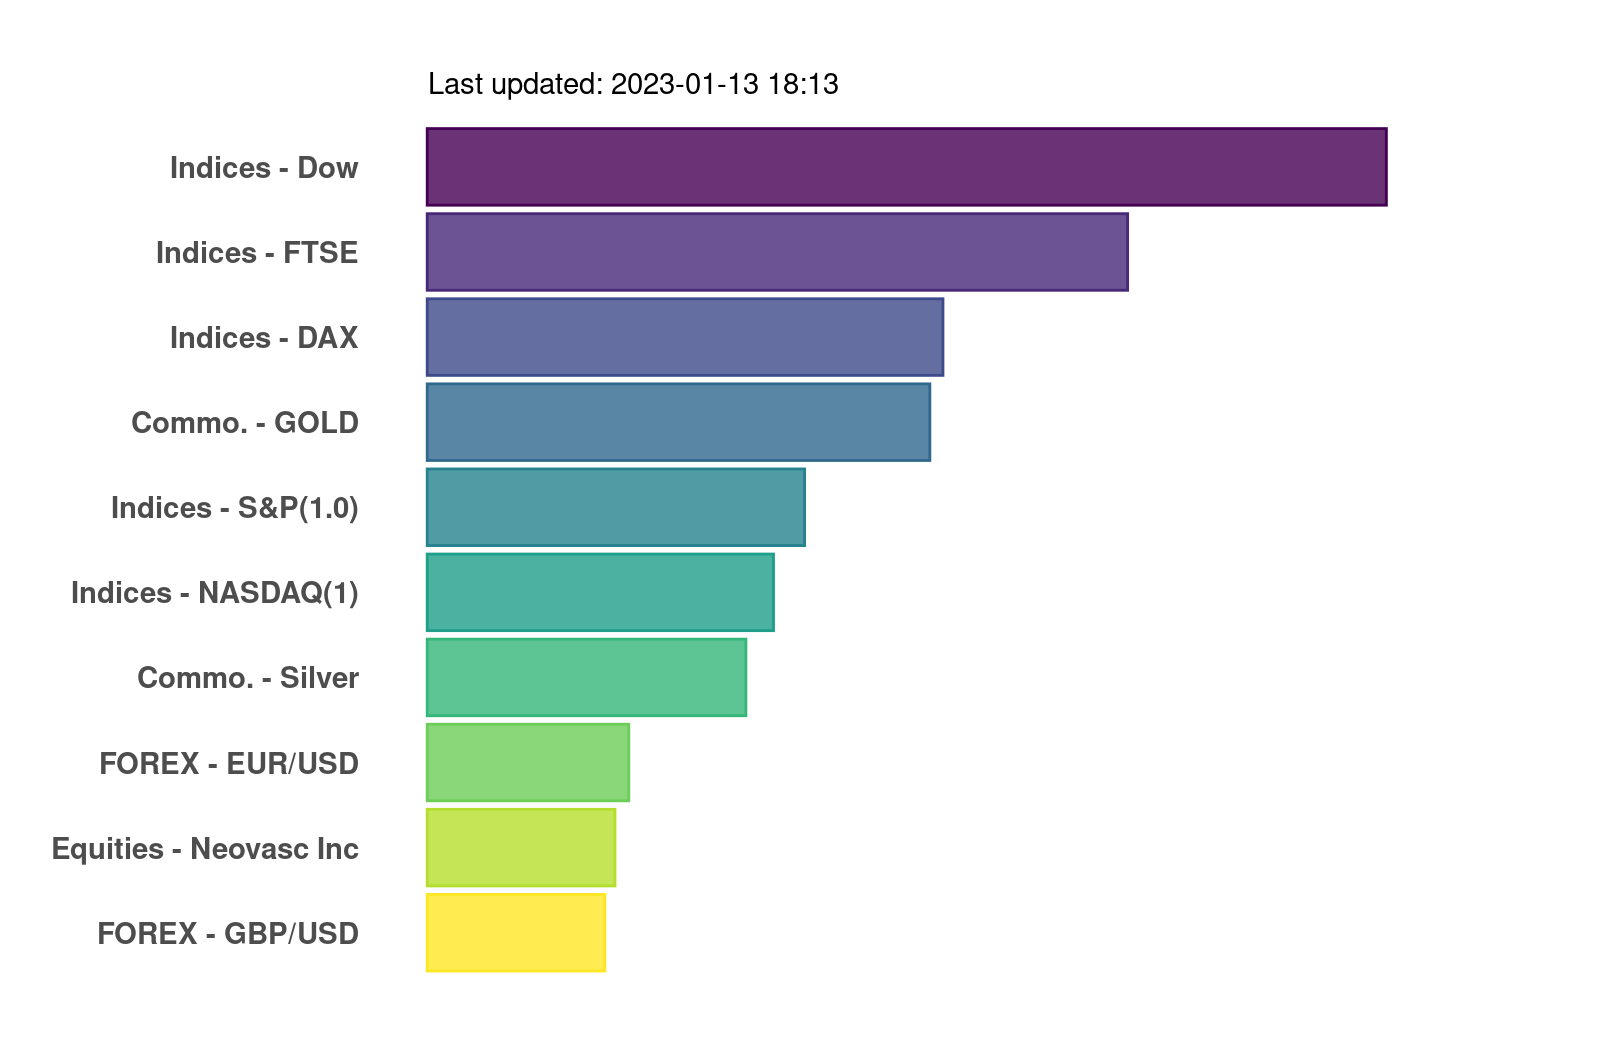 Last updated: 2023-01-13 18:13
Indices - Dow
Indices - FTSE
Indices - DAX
Commo. - GOLD
Indices - S&P(1.0)
Indices - NASDAQ(1)
Commo. - Silver
FOREX - EUR/USD
Equities - Neovasc Inc
FOREX - GBP/USD